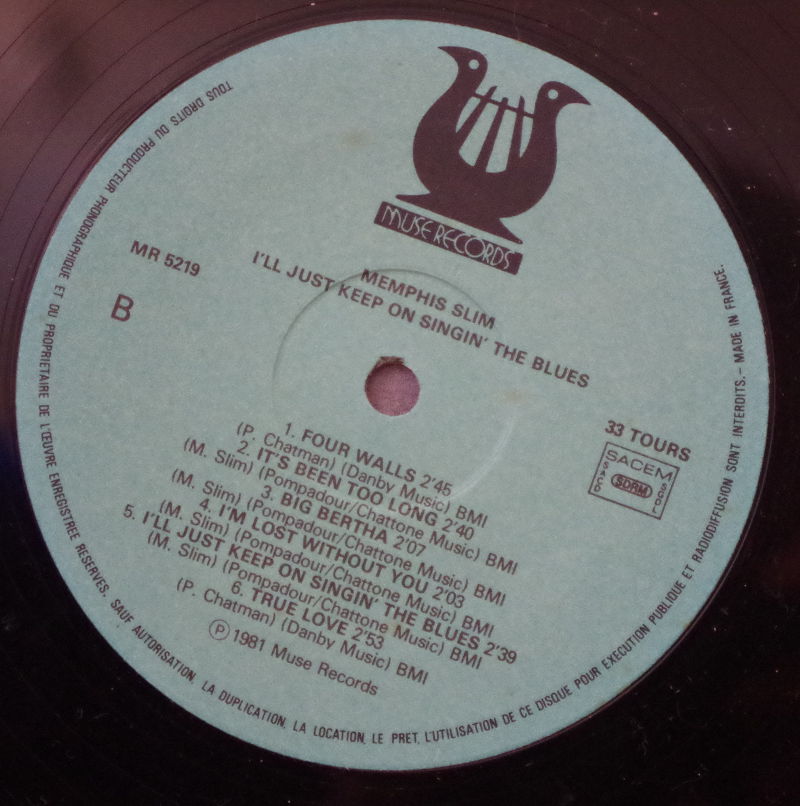 MUSE RECORDS
MR 5219
B
MEMPHIS SLIM
I'LL JUST KEEP ON SINGIN' THE BLUES
33 TOURS
SACEM
SACD
SDRM
SGDL
1. FOUR WALLS 2'45
(P. Chatman) (Danby Music) BMI
2. IT'S BEEN TOO LONG 2'40
(M. Slim) (Pompadour/Chattone Music) BMI
3. BIG BERTHA 2'07
(M. Slim) (Pompadour/Chattone Music) BMI
4. I'M LOST WITHOUT YOU 2'03
(M. Slim) (Pompadour/Chattone Music) BMI
5. I'LL JUST KEEP ON SINGIN' THE BLUES 2'39
(M. Slim) (Pompadour/Chattone Music) BMI
6. TRUE LOVE 2'53
(P. Chatman) (Danby Music) BMI
Ⓟ 1981 Muse Records
TOUS DROITS DU PRODUCTEUR PHONOGRAPHIQUE ET DU PROPRIETAIRE DE L'ŒUVRE ENREGISTREE RESERVES. SAUF AUTORISATION, LA DUPLICATION, LA LOCATION, LE PRET, L'UTILISATION DE CE DISQUE POUR EXECUTION PUBLIQUE ET RADIODIFFUSION SONT INTERDITS.- MADE IN FRANCE.